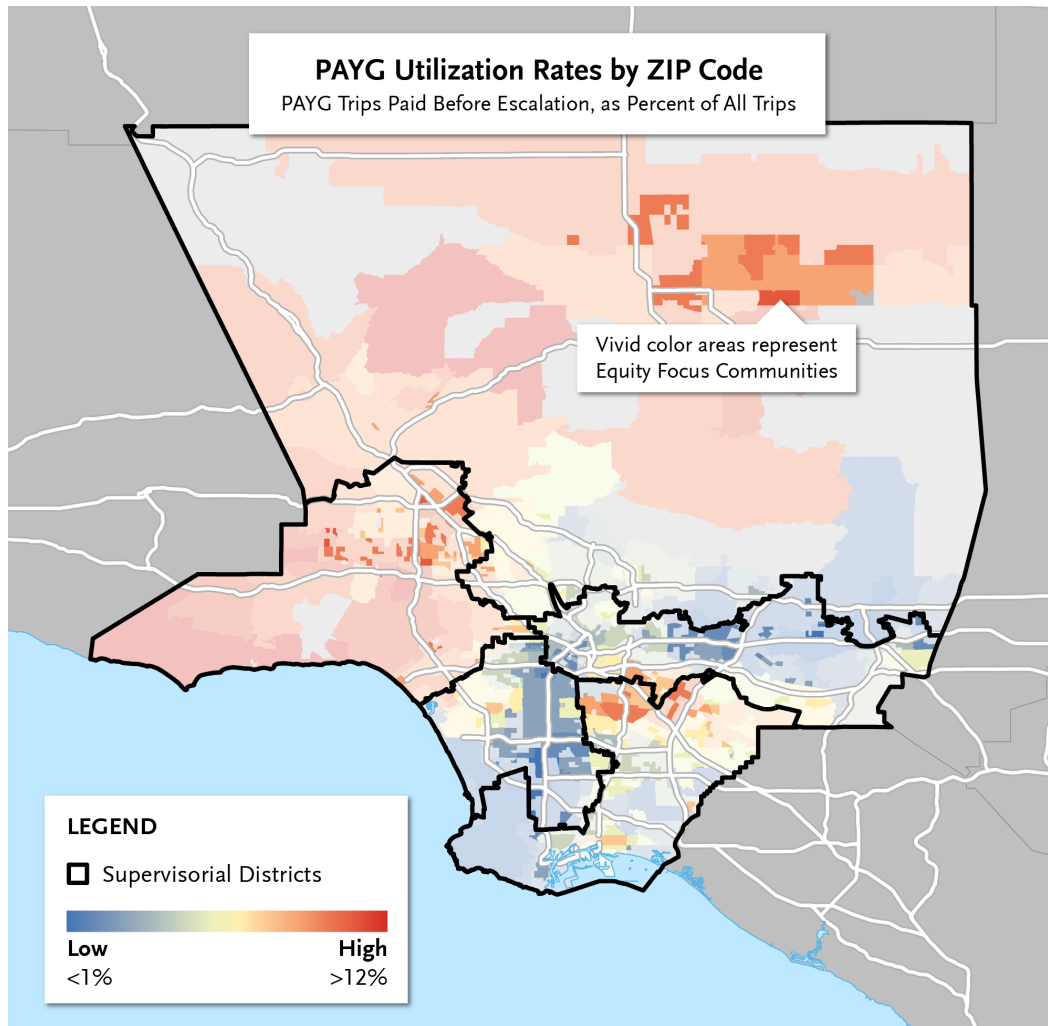 PAYG Utilization Rates by ZIP Code
PAYG Trips Paid Before Escalation, as Percent of All Trips
Vivid color areas represent
Equity Focus Communities
LEGEND
Supervisorial Districts
Low
High
<1%
>12%